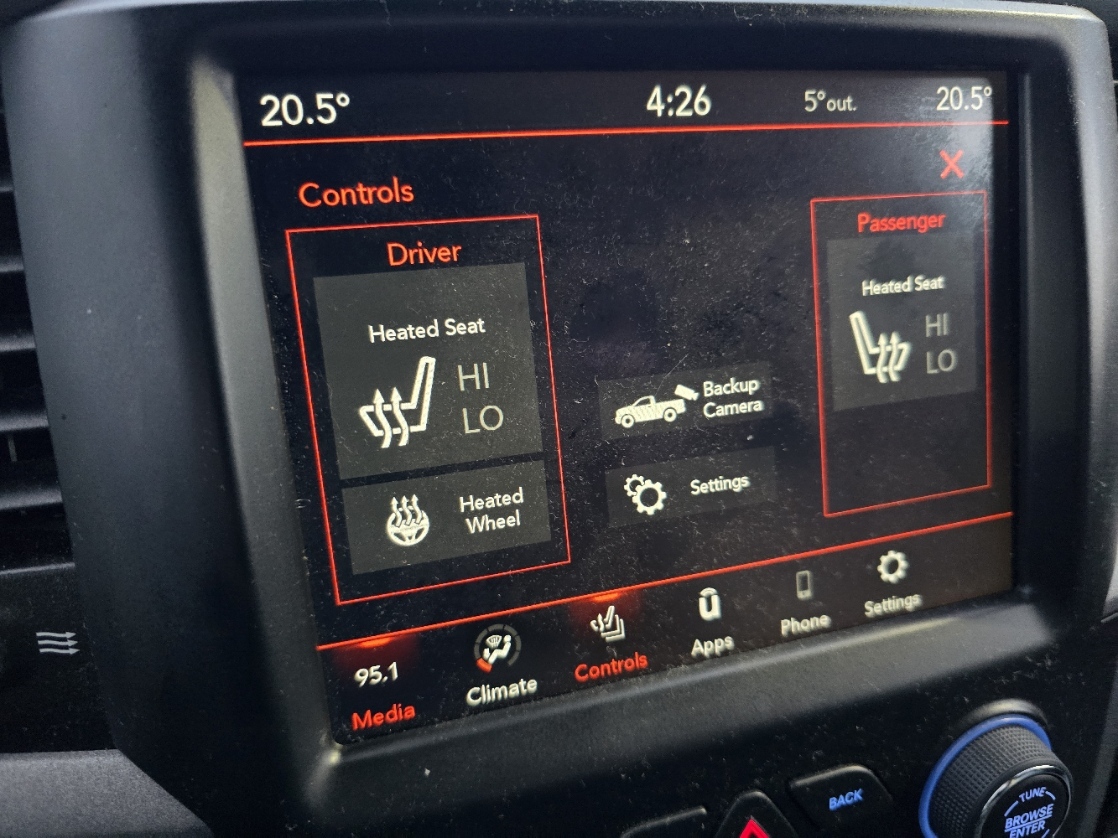 20.5° 4:26 5°out. 20.5°
Controls
Driver
Heated Seat
HI
LO
Heated
Wheel
Backup
Camera
Settings
Passenger
Heated Seat
HI
LO
95.1
Media
Climate
Controls
Apps
Phone
Settings
BACK
TUNE
BROWSE
ENTER